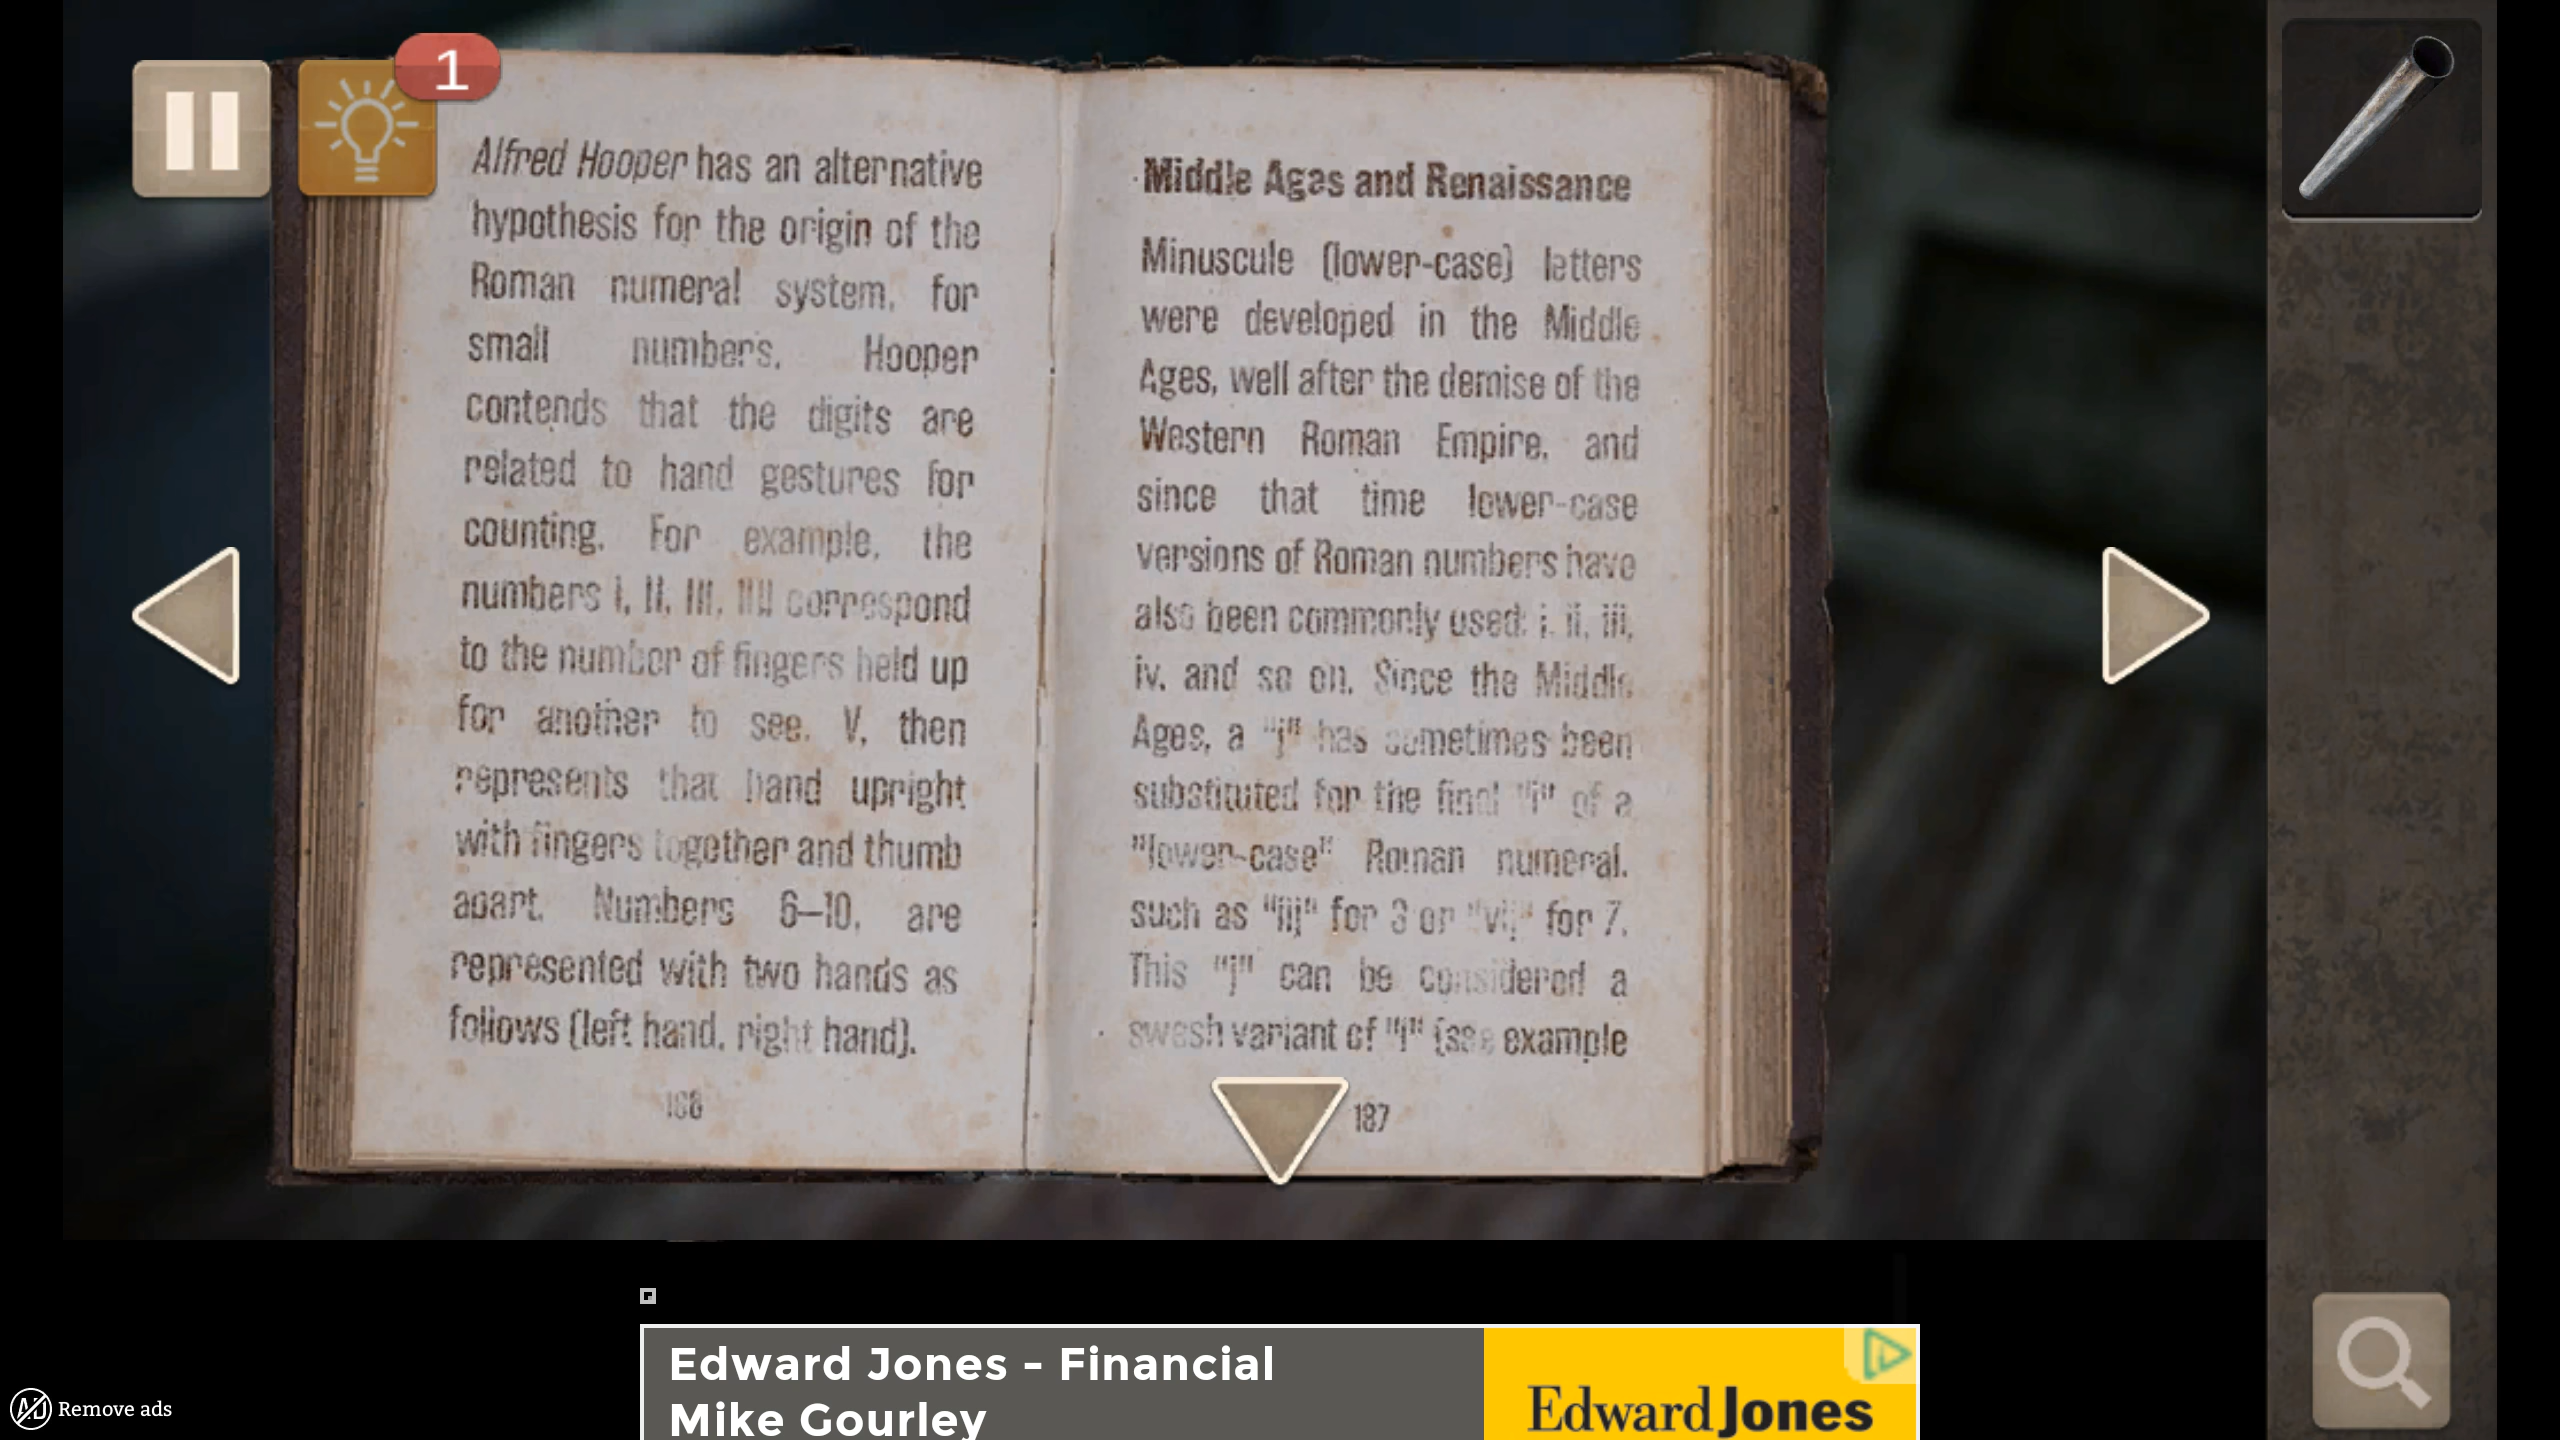 1
Alfred Hooper has an alternative
hypothesis for the origin of the
Roman numeral system, for
small numbers. Hooper
contends that the digits are
related to hand gestures for
counting. For example, the
numbers I, II, III, IIII correspond
to the number of fingers held up
for another to see. V, then
represents that hand upright
with fingers together and thumb
apart. Numbers 6–10, are
represented with two hands as
follows (left hand, right hand).
186
Middle Ages and Renaissance
Minuscule (lower-case) letters
were developed in the Middle
Ages, well after the demise of the
Western Roman Empire, and
since that time lower-case
versions of Roman numbers have
also been commonly used: i, ii, iii,
iv, and so on. Since the Middle
Ages, a "j" has sometimes been
substituted for the final "i" of a
"lower-case" Roman numeral,
such as "iij" for 3 or "vij" for 7.
This "j" can be considered a
swash variant of "i" (see example
187
Edward Jones - Financial
Mike Gourley
Edward Jones
Remove ads